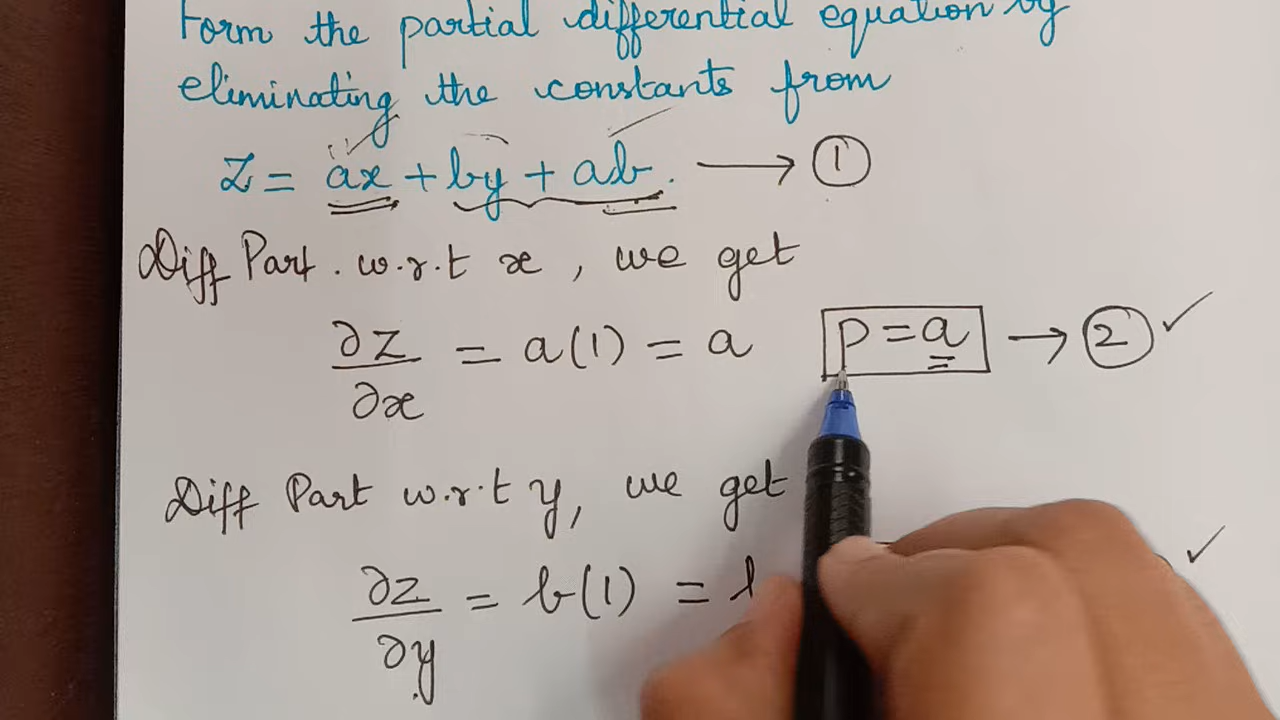 Form the partial differential equation by
eliminating the constants from
Z = ax + by + ab. ⟶ ①
Diff Part. w.r.t x, we get
∂Z/∂x = a(1) = a p = a → ②
Diff Part w.r.t y, we get
∂z/∂y = b(1) =